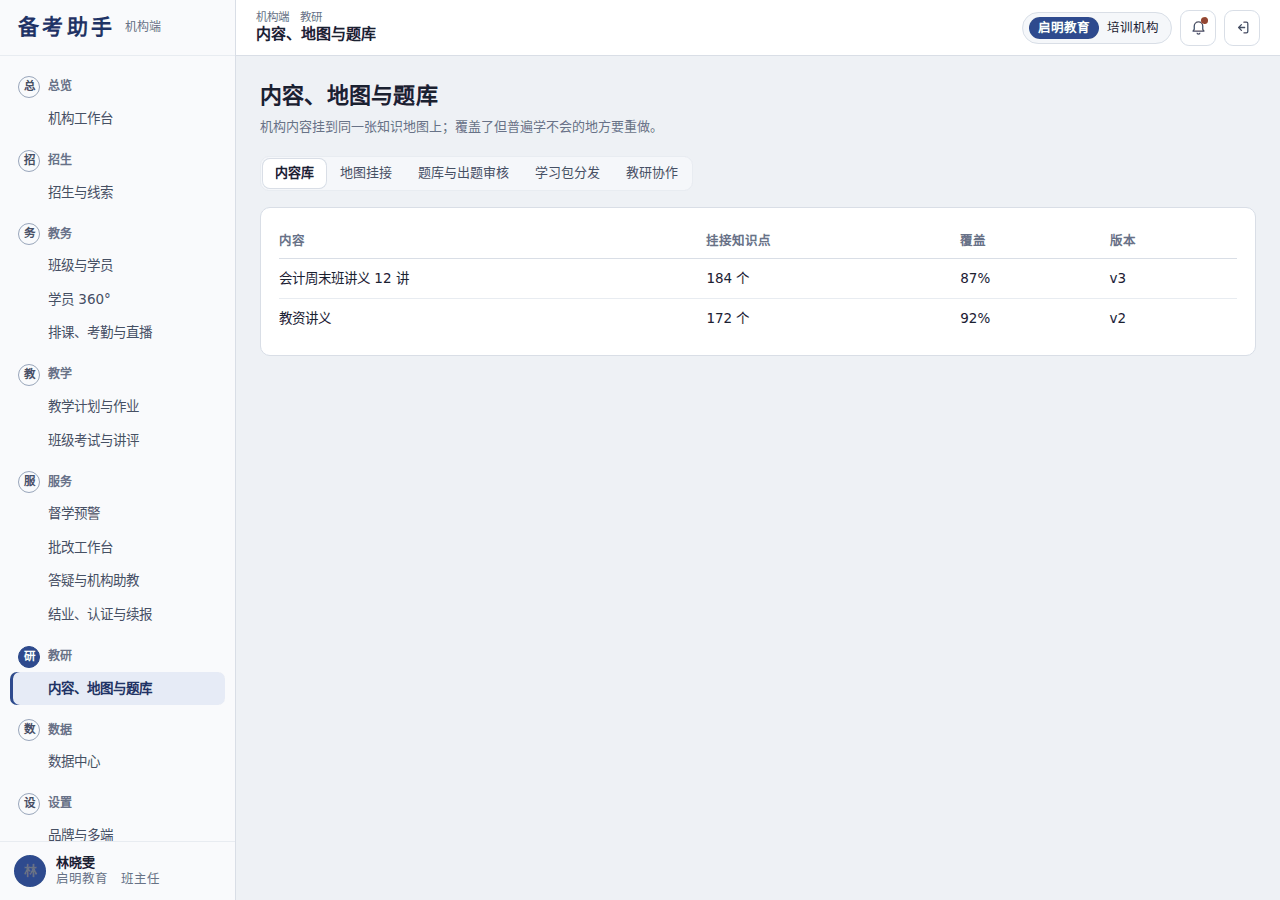 备考助手 机构端
总 总览
机构工作台
招 招生
招生与线索
务 教务
班级与学员
学员 360°
排课、考勤与直播
教 教学
教学计划与作业
班级考试与讲评
服 服务
督学预警
批改工作台
答疑与机构助教
结业、认证与续报
研 教研
内容、地图与题库
数 数据
数据中心
设 设置
品牌与多端
林 林晓雯
启明教育 班主任
机构端 教研
内容、地图与题库
启明教育 培训机构
内容、地图与题库
机构内容挂到同一张知识地图上；覆盖了但普遍学不会的地方要重做。
内容库 地图挂接 题库与出题审核 学习包分发 教研协作
内容 挂接知识点 覆盖 版本
会计周末班讲义 12 讲 184 个 87% v3
教资讲义 172 个 92% v2